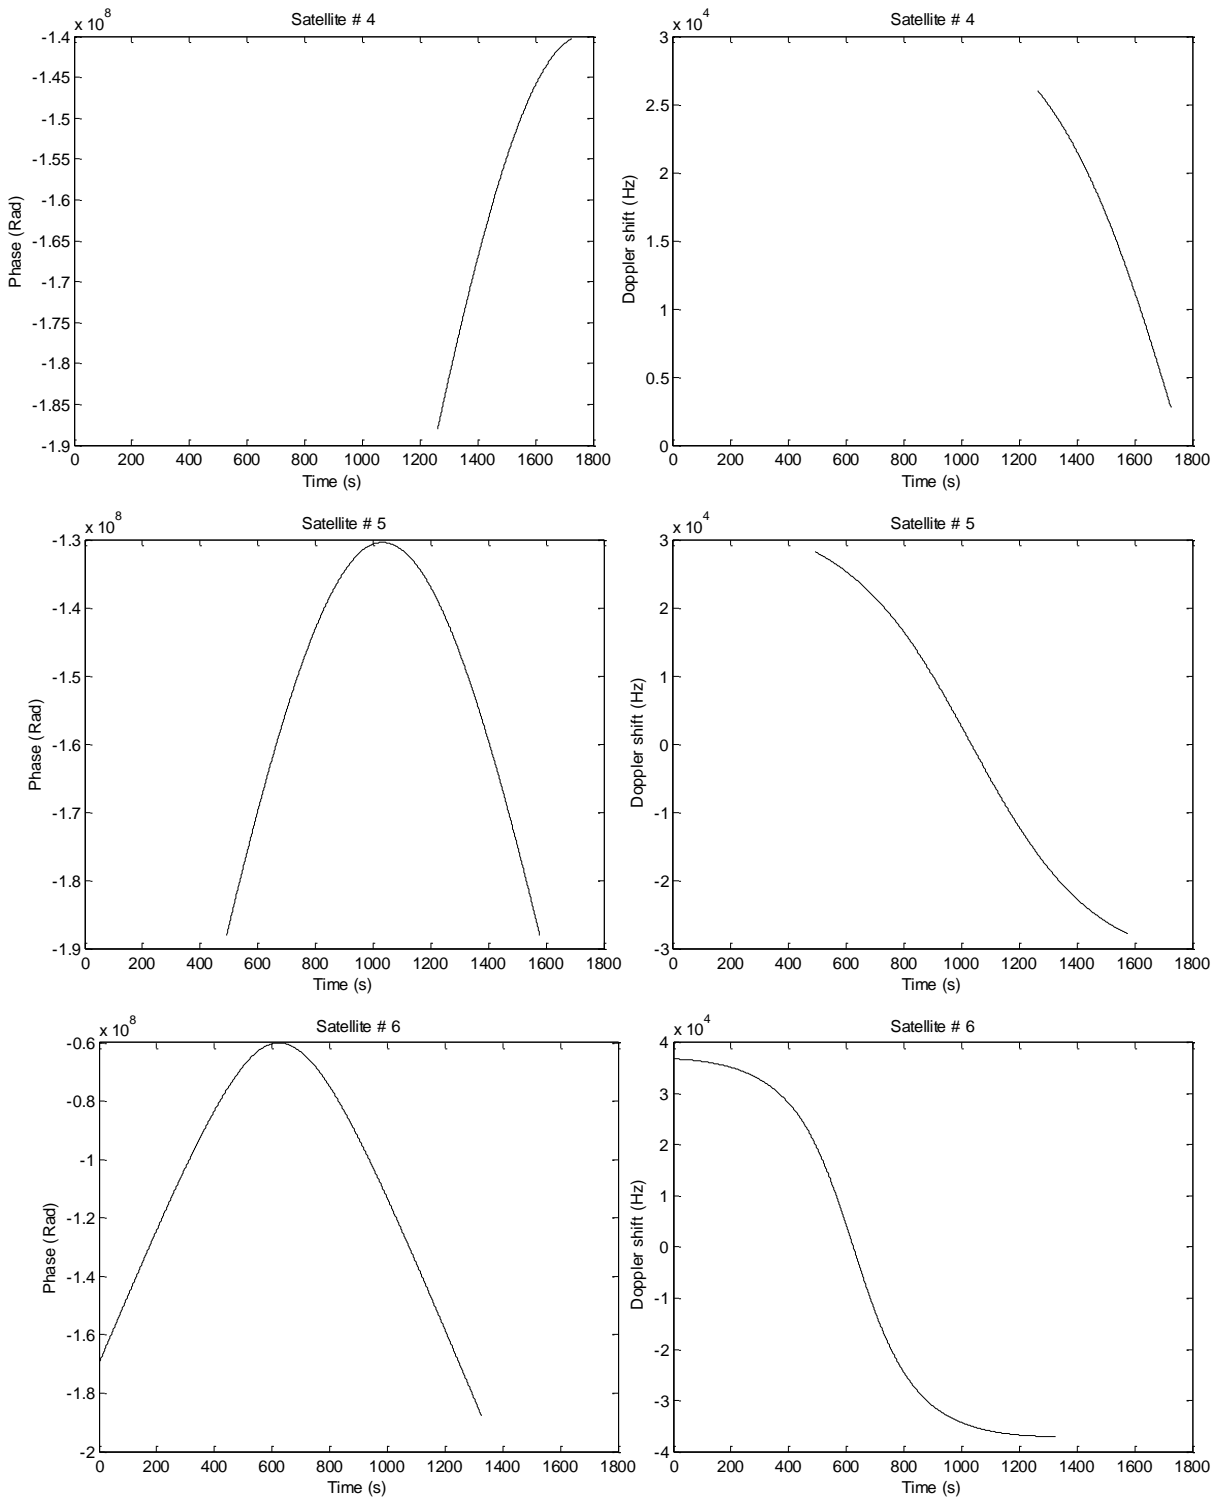 Satellite # 4
x 10^8
-1.4
-1.45
-1.5
-1.55
-1.6
-1.65
-1.7
-1.75
-1.8
-1.85
-1.9
Phase (Rad)
0 200 400 600 800 1000 1200 1400 1600 1800
Time (s)
Satellite # 4
x 10^4
3
2.5
2
1.5
1
0.5
0
Doppler shift (Hz)
0 200 400 600 800 1000 1200 1400 1600 1800
Time (s)
Satellite # 5
x 10^8
-1.3
-1.4
-1.5
-1.6
-1.7
-1.8
-1.9
Phase (Rad)
0 200 400 600 800 1000 1200 1400 1600 1800
Time (s)
Satellite # 5
x 10^4
3
2
1
0
-1
-2
-3
Doppler shift (Hz)
0 200 400 600 800 1000 1200 1400 1600 1800
Time (s)
Satellite # 6
x 10^8
-0.6
-0.8
-1
-1.2
-1.4
-1.6
-1.8
-2
Phase (Rad)
0 200 400 600 800 1000 1200 1400 1600 1800
Time (s)
Satellite # 6
x 10^4
4
3
2
1
0
-1
-2
-3
-4
Doppler shift (Hz)
0 200 400 600 800 1000 1200 1400 1600 1800
Time (s)